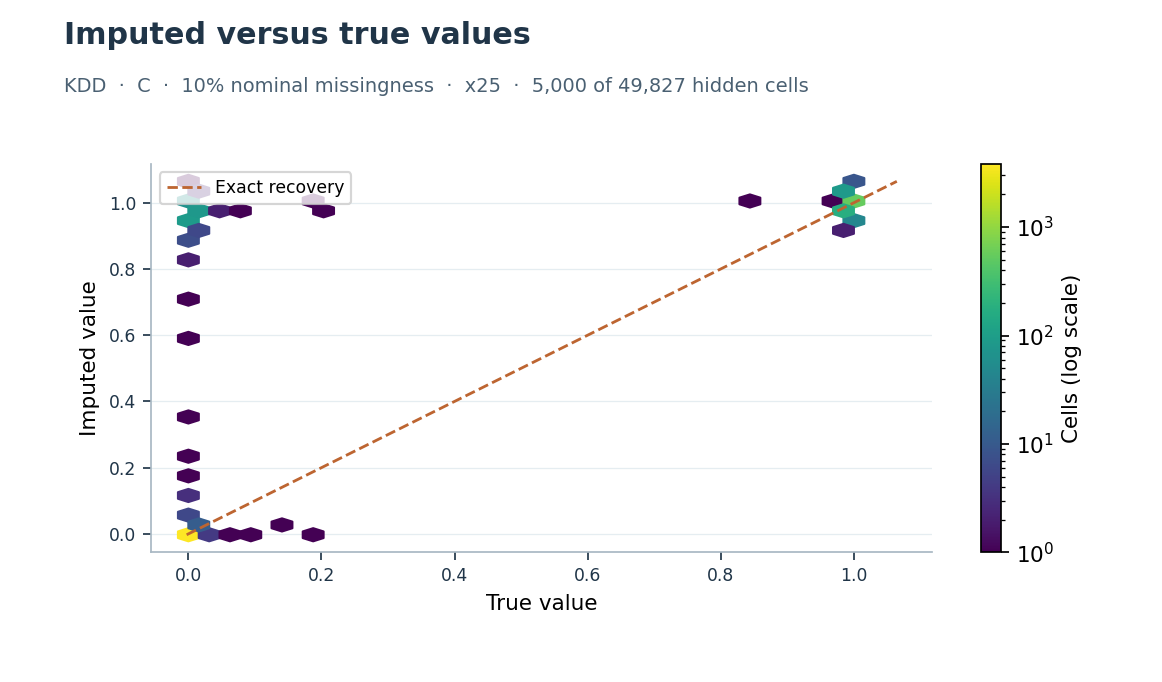 Imputed versus true values
KDD · C · 10% nominal missingness · x25 · 5,000 of 49,827 hidden cells
Exact recovery
1.0
0.8
0.6
0.4
0.2
0.0
Imputed value
0.0 0.2 0.4 0.6 0.8 1.0
True value
10³
10²
10¹
10⁰
Cells (log scale)